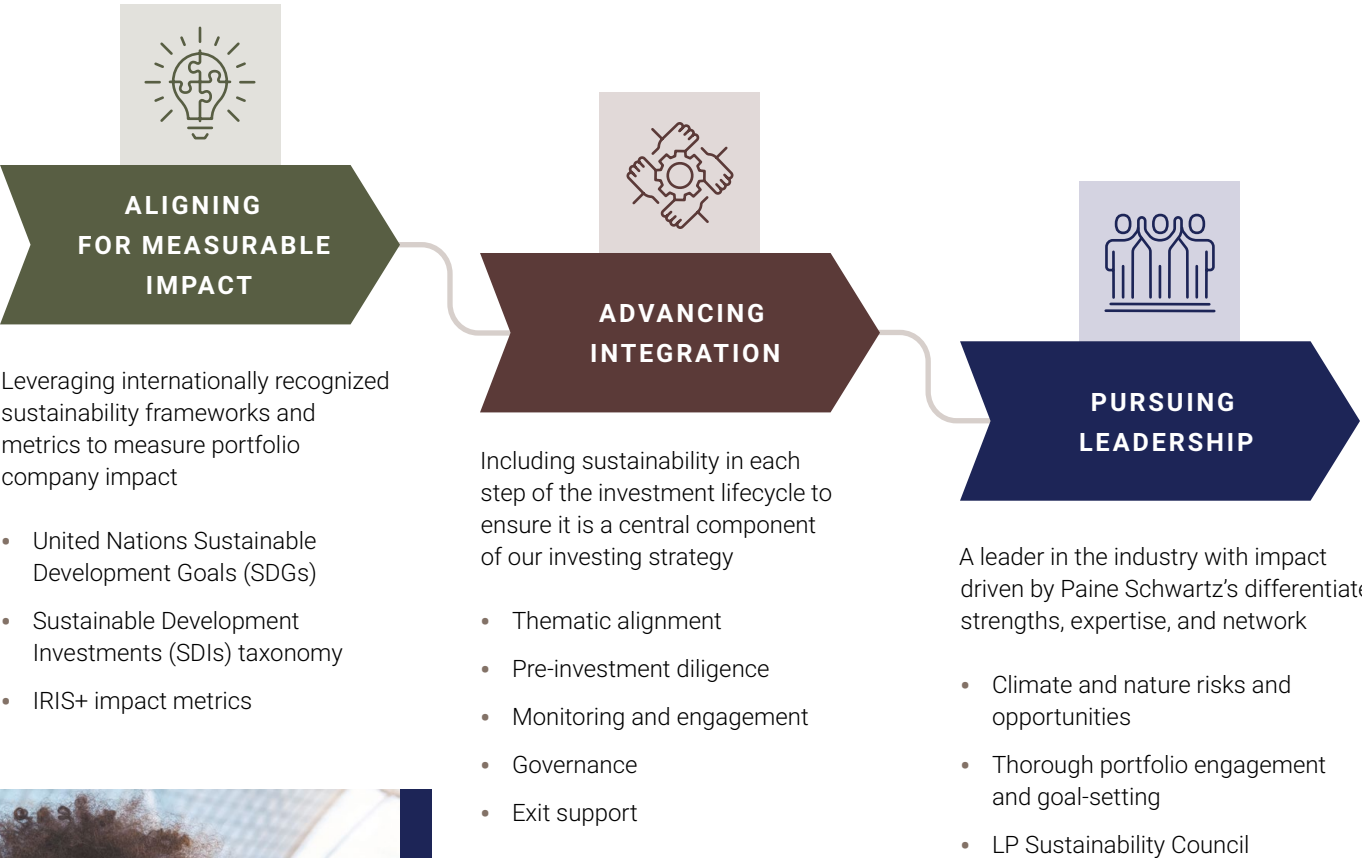 ALIGNING
FOR MEASURABLE
IMPACT
Leveraging internationally recognized
sustainability frameworks and
metrics to measure portfolio
company impact
• United Nations Sustainable
Development Goals (SDGs)
• Sustainable Development
Investments (SDIs) taxonomy
• IRIS+ impact metrics
ADVANCING
INTEGRATION
Including sustainability in each
step of the investment lifecycle to
ensure it is a central component
of our investing strategy
• Thematic alignment
• Pre-investment diligence
• Monitoring and engagement
• Governance
• Exit support
PURSUING
LEADERSHIP
A leader in the industry with impact
driven by Paine Schwartz’s differentiate
strengths, expertise, and network
• Climate and nature risks and
opportunities
• Thorough portfolio engagement
and goal-setting
• LP Sustainability Council